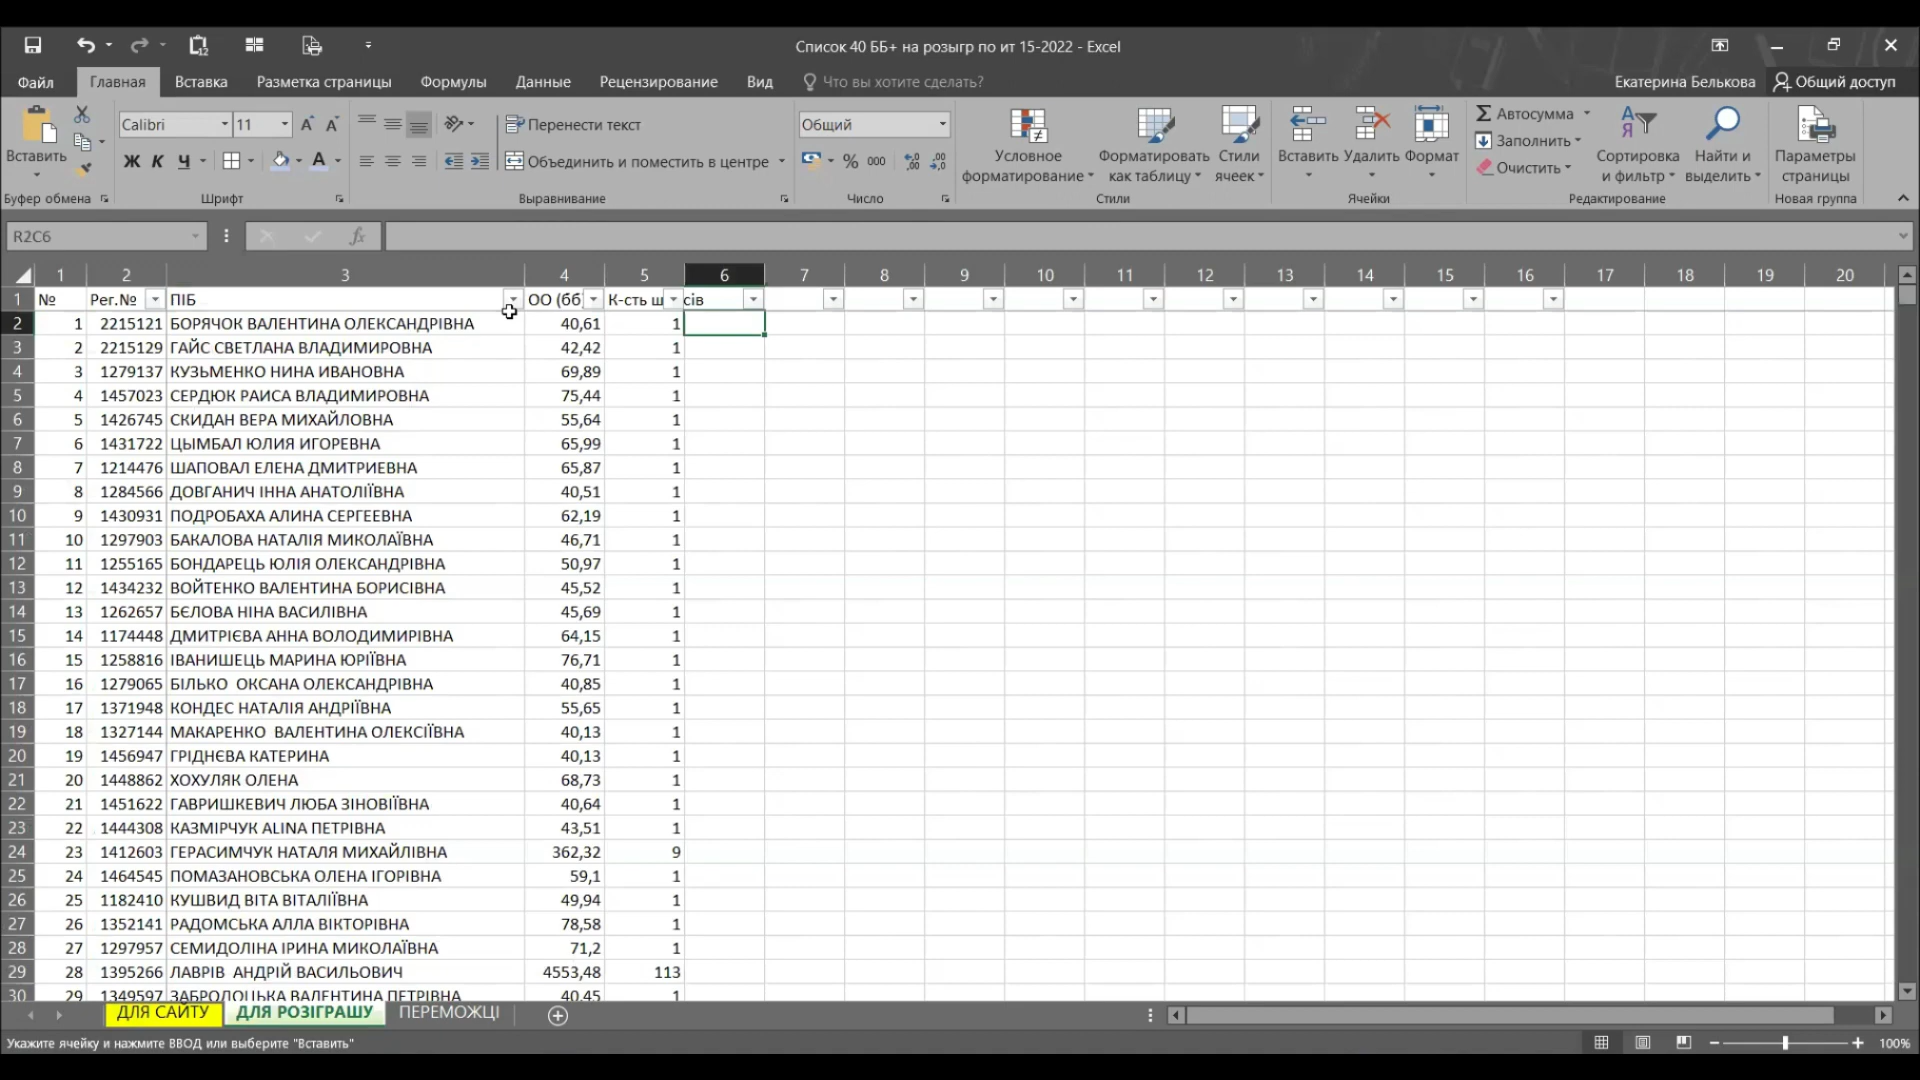 Список 40 ББ+ на розыгр по ит 15-2022 - Excel
Файл Главная Вставка Разметка страницы Формулы Данные Рецензирование Вид Что вы хотите сделать? Екатерина Белькова Общий доступ
Вставить
Calibri 11
Ж К Ч
Перенести текст
Объединить и поместить в центре
Общий
% 000
Условное форматирование
Форматировать как таблицу
Стили ячеек
Вставить Удалить Формат
Автосумма
Заполнить
Очистить
Сортировка и фильтр
Найти и выделить
Параметры страницы
Буфер обмена Шрифт Выравнивание Число Стили Ячейки Редактирование Новая группа
R2C6 fx
1 2 3 4 5 6 7 8 9 10 11 12 13 14 15 16 17 18 19 20
1 № Рег.№ ПІБ ОО (бб К-сть ш сів
2 1 2215121 БОРЯЧОК ВАЛЕНТИНА ОЛЕКСАНДРІВНА 40,61 1
3 2 2215129 ГАЙС СВЕТЛАНА ВЛАДИМИРОВНА 42,42 1
4 3 1279137 КУЗЬМЕНКО НИНА ИВАНОВНА 69,89 1
5 4 1457023 СЕРДЮК РАИСА ВЛАДИМИРОВНА 75,44 1
6 5 1426745 СКИДАН ВЕРА МИХАЙЛОВНА 55,64 1
7 6 1431722 ЦЫМБАЛ ЮЛИЯ ИГОРЕВНА 65,99 1
8 7 1214476 ШАПОВАЛ ЕЛЕНА ДМИТРИЕВНА 65,87 1
9 8 1284566 ДОВГАНИЧ ІННА АНАТОЛІЇВНА 40,51 1
10 9 1430931 ПОДРОБАХА АЛИНА СЕРГЕЕВНА 62,19 1
11 10 1297903 БАКАЛОВА НАТАЛІЯ МИКОЛАЇВНА 46,71 1
12 11 1255165 БОНДАРЕЦЬ ЮЛІЯ ОЛЕКСАНДРІВНА 50,97 1
13 12 1434232 ВОЙТЕНКО ВАЛЕНТИНА БОРИСІВНА 45,52 1
14 13 1262657 БЄЛОВА НІНА ВАСИЛІВНА 45,69 1
15 14 1174448 ДМИТРІЄВА АННА ВОЛОДИМИРІВНА 64,15 1
16 15 1258816 ІВАНИШЕЦЬ МАРИНА ЮРІЇВНА 76,71 1
17 16 1279065 БІЛЬКО  ОКСАНА ОЛЕКСАНДРІВНА 40,85 1
18 17 1371948 КОНДЕС НАТАЛІЯ АНДРІЇВНА 55,65 1
19 18 1327144 МАКАРЕНКО  ВАЛЕНТИНА ОЛЕКСІЇВНА 40,13 1
20 19 1456947 ГРІДНЄВА КАТЕРИНА 40,13 1
21 20 1448862 ХОХУЛЯК ОЛЕНА 68,73 1
22 21 1451622 ГАВРИШКЕВИЧ ЛЮБА ЗІНОВІЇВНА 40,64 1
23 22 1444308 КАЗМІРЧУК ALINA ПЕТРІВНА 43,51 1
24 23 1412603 ГЕРАСИМЧУК НАТАЛЯ МИХАЙЛІВНА 362,32 9
25 24 1464545 ПОМАЗАНОВСЬКА ОЛЕНА ІГОРІВНА 59,1 1
26 25 1182410 КУШВИД ВІТА ВІТАЛІЇВНА 49,94 1
27 26 1352141 РАДОМСЬКА АЛЛА ВІКТОРІВНА 78,58 1
28 27 1297957 СЕМИДОЛІНА ІРИНА МИКОЛАЇВНА 71,2 1
29 28 1395266 ЛАВРІВ  АНДРІЙ ВАСИЛЬОВИЧ 4553,48 113
30 29 1349597 ЗАБРОДОЦЬКА ВАЛЕНТИНА ПЕТРІВНА 40,45 1
ДЛЯ САЙТУ ДЛЯ РОЗІГРАШУ ПЕРЕМОЖЦІ
Укажите ячейку и нажмите ВВОД или выберите "Вставить" 100%